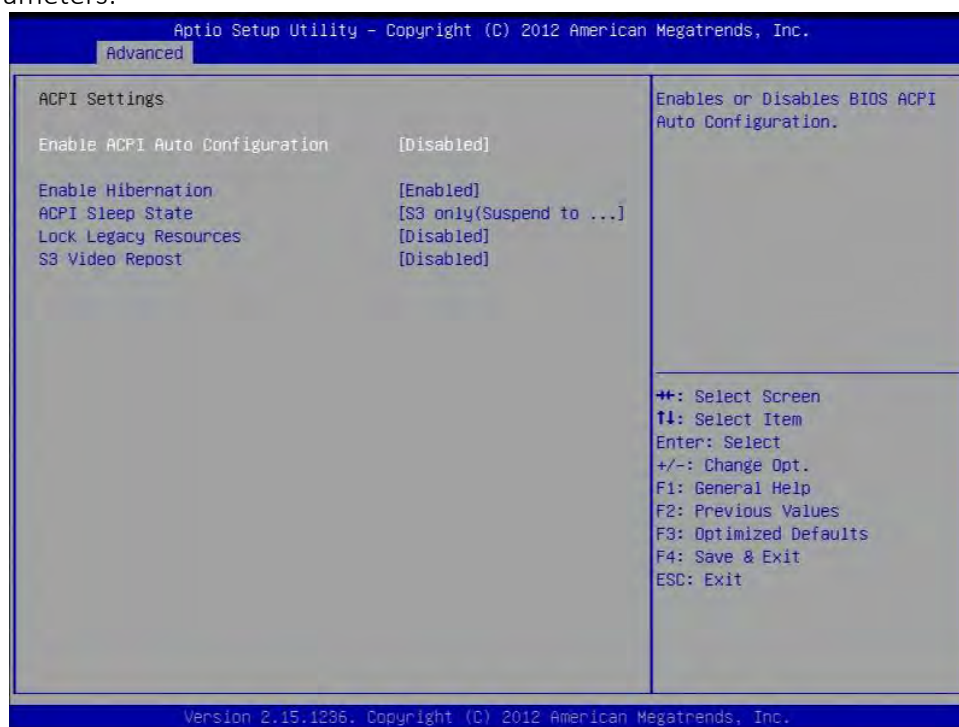 ameters.
Aptio Setup Utility – Copyright (C) 2012 American Megatrends, Inc.
Advanced
ACPI Settings
Enable ACPI Auto Configuration [Disabled]
Enable Hibernation [Enabled]
ACPI Sleep State [S3 only(Suspend to ...]
Lock Legacy Resources [Disabled]
S3 Video Repost [Disabled]
Enables or Disables BIOS ACPI
Auto Configuration.
→←: Select Screen
↑↓: Select Item
Enter: Select
+/-: Change Opt.
F1: General Help
F2: Previous Values
F3: Optimized Defaults
F4: Save & Exit
ESC: Exit
Version 2.15.1236. Copyright (C) 2012 American Megatrends, Inc.